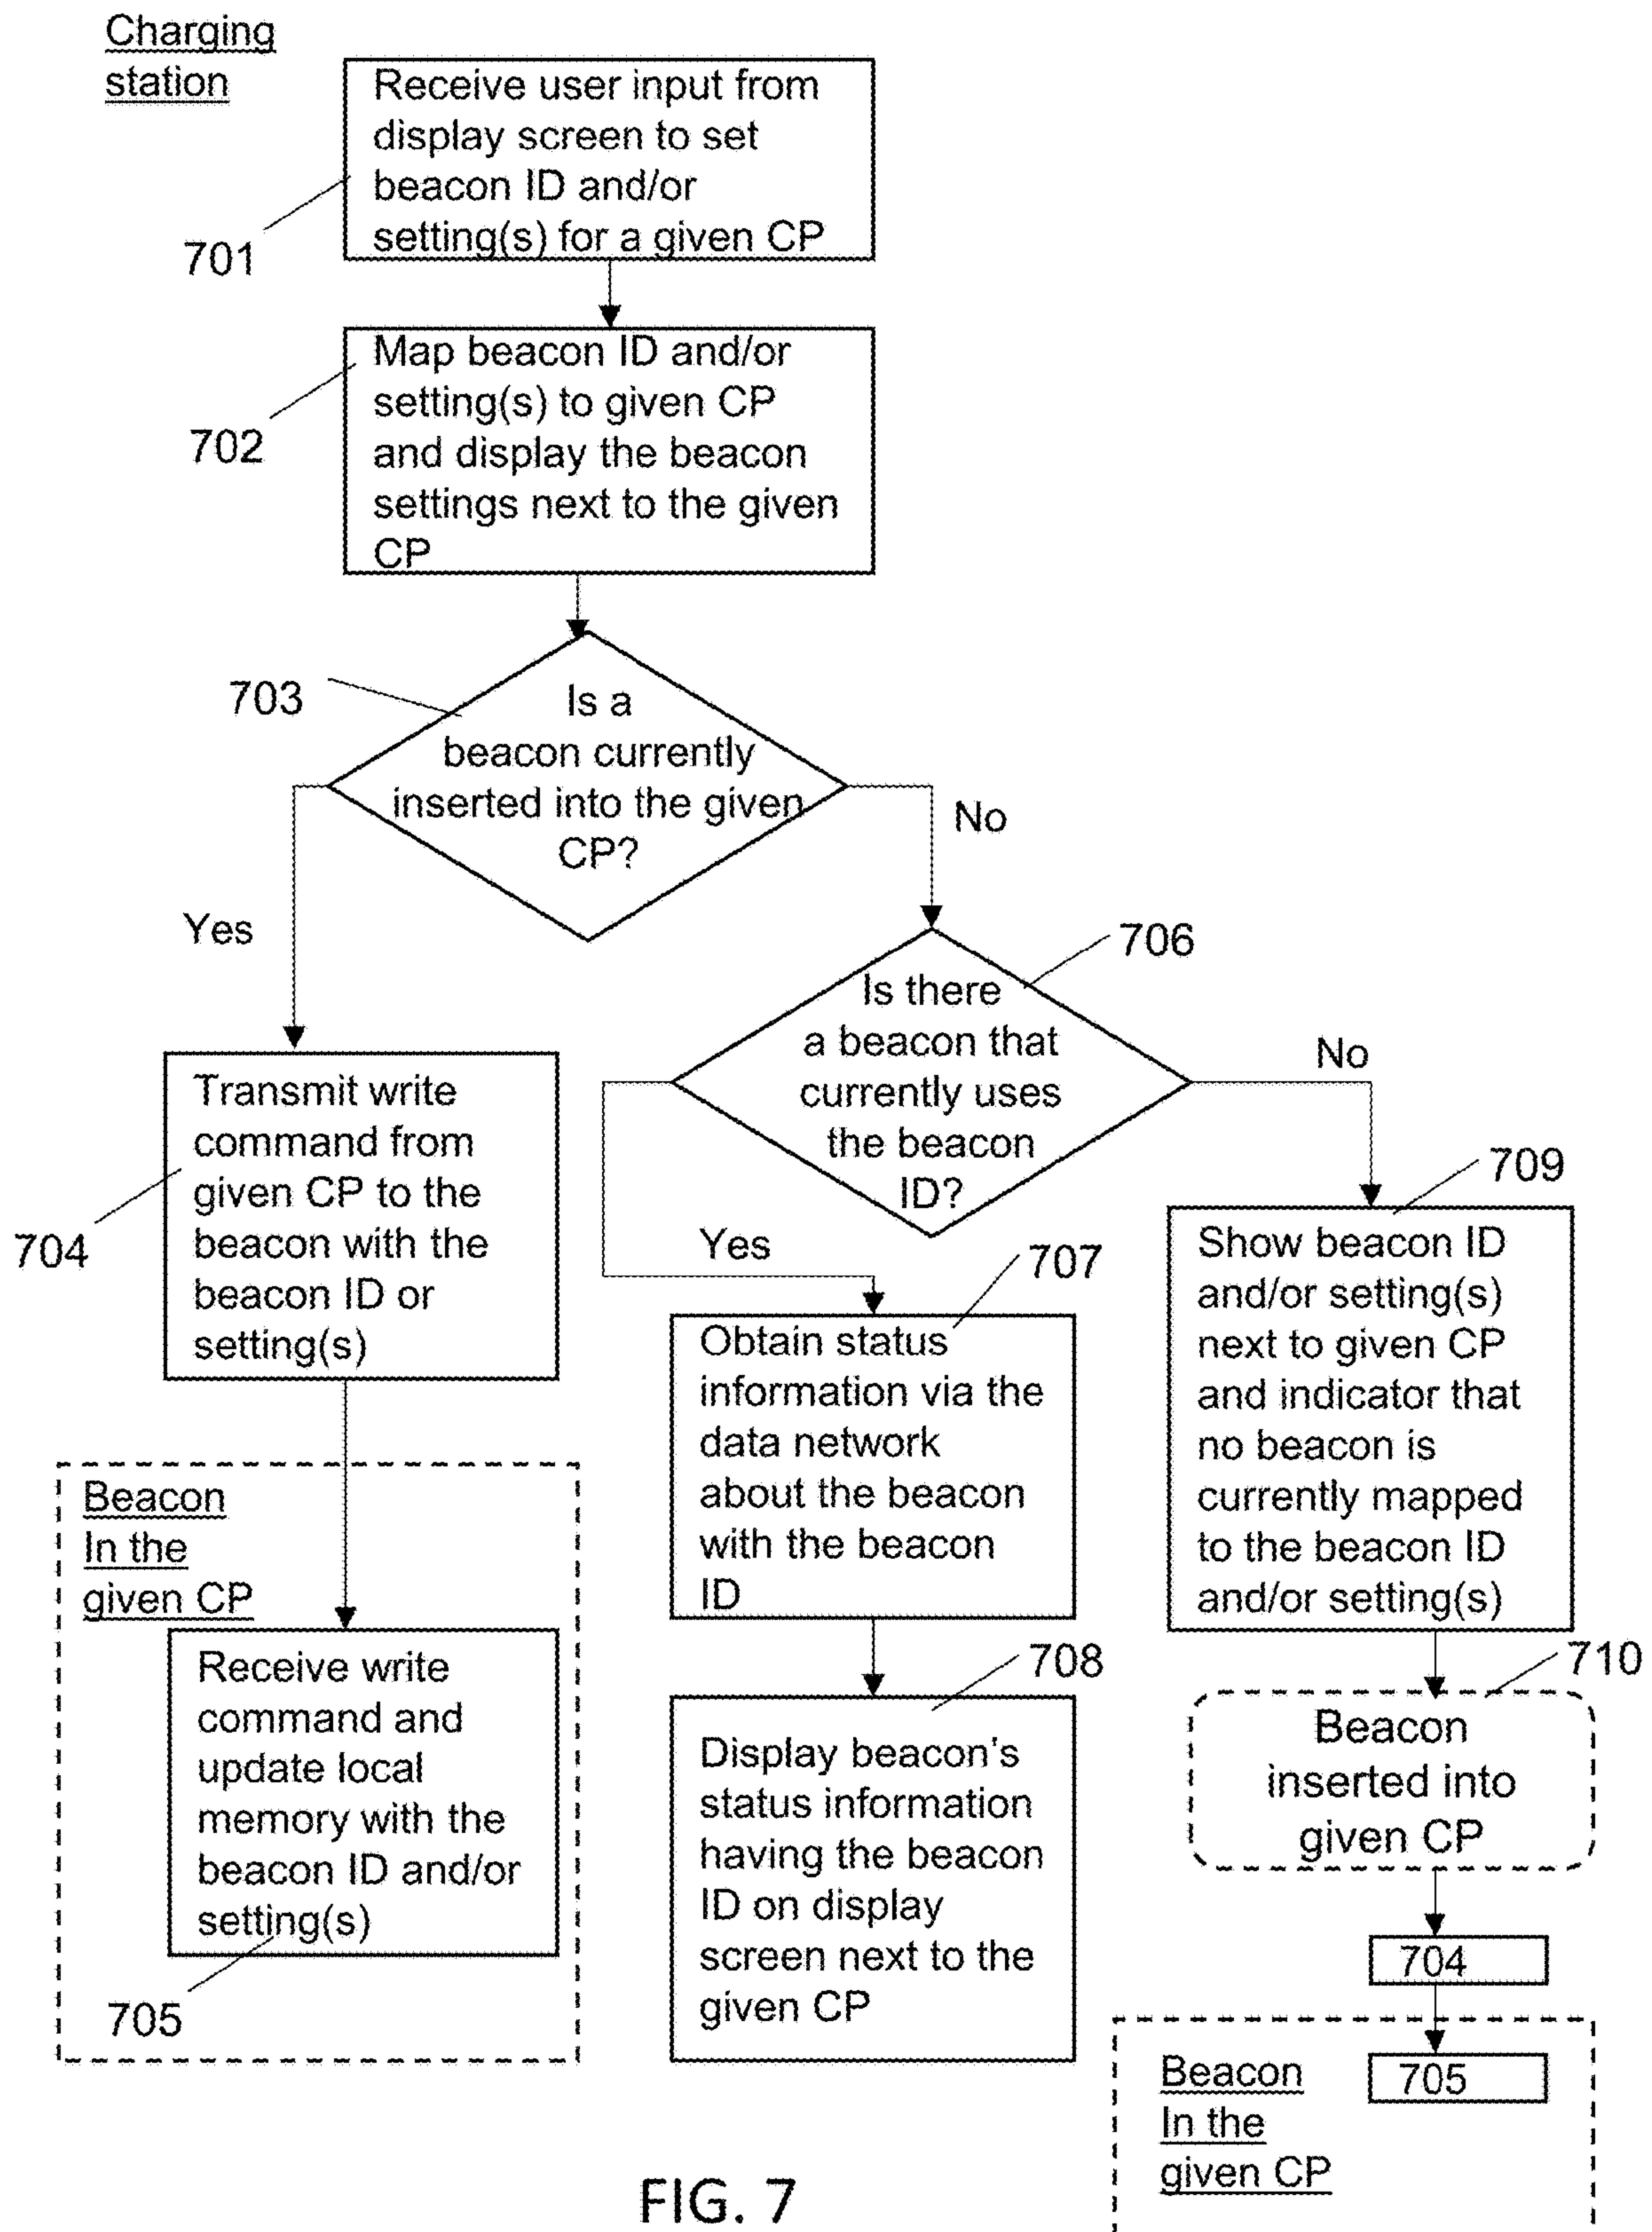 Charging
station
Receive user input from
display screen to set
beacon ID and/or
setting(s) for a given CP
701
Map beacon ID and/or
setting(s) to given CP
and display the beacon
settings next to the given
CP
702
703
Is a
beacon currently
inserted into the given
CP?
No
Yes
706
Is there
a beacon that
currently uses
the beacon
ID?
No
Yes
Transmit write
command from
given CP to the
beacon with the
beacon ID or
setting(s)
704
Beacon
In the
given CP
Receive write
command and
update local
memory with the
beacon ID and/or
setting(s)
705
707
Obtain status
information via the
data network
about the beacon
with the beacon
ID
708
Display beacon's
status information
having the beacon
ID on display
screen next to the
given CP
709
Show beacon ID
and/or setting(s)
next to given CP
and indicator that
no beacon is
currently mapped
to the beacon ID
and/or setting(s)
710
Beacon
inserted into
given CP
704
705
Beacon
In the
given CP
FIG. 7